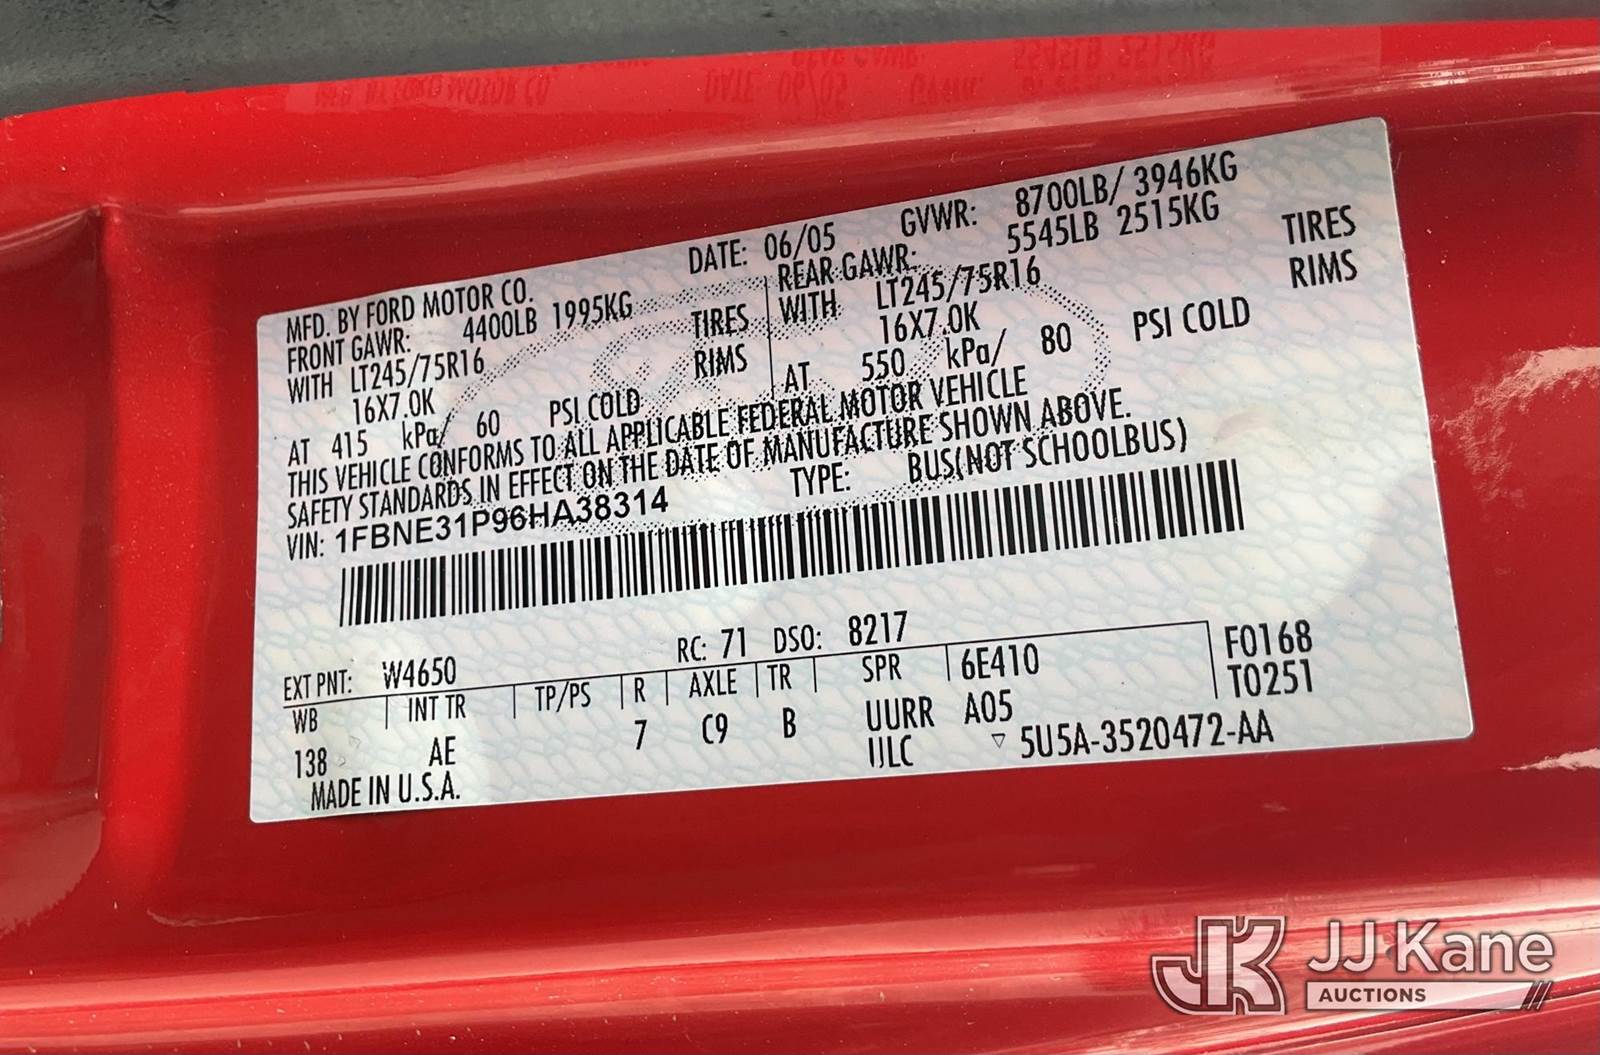 MFD. BY FORD MOTOR CO. DATE: 06/05 GVWR: 8700LB/ 3946KG
FRONT GAWR: 4400LB 1995KG REAR GAWR: 5545LB 2515KG
WITH LT245/75R16 TIRES WITH LT245/75R16 TIRES
16X7.0K RIMS 16X7.0K RIMS
AT 415 kPa/ 60 PSI COLD AT 550 kPa/ 80 PSI COLD
THIS VEHICLE CONFORMS TO ALL APPLICABLE FEDERAL MOTOR VEHICLE
SAFETY STANDARDS IN EFFECT ON THE DATE OF MANUFACTURE SHOWN ABOVE.
VIN: 1FBNE31P96HA38314 TYPE: BUS(NOT SCHOOLBUS)
EXT PNT: W4650 RC: 71 DSO: 8217 F0168
WB INT TR TP/PS R AXLE TR SPR 6E410 T0251
138 AE 7 C9 B UURR A05
MADE IN U.S.A. IJLC ▽ 5U5A-3520472-AA
JK JJ Kane
AUCTIONS